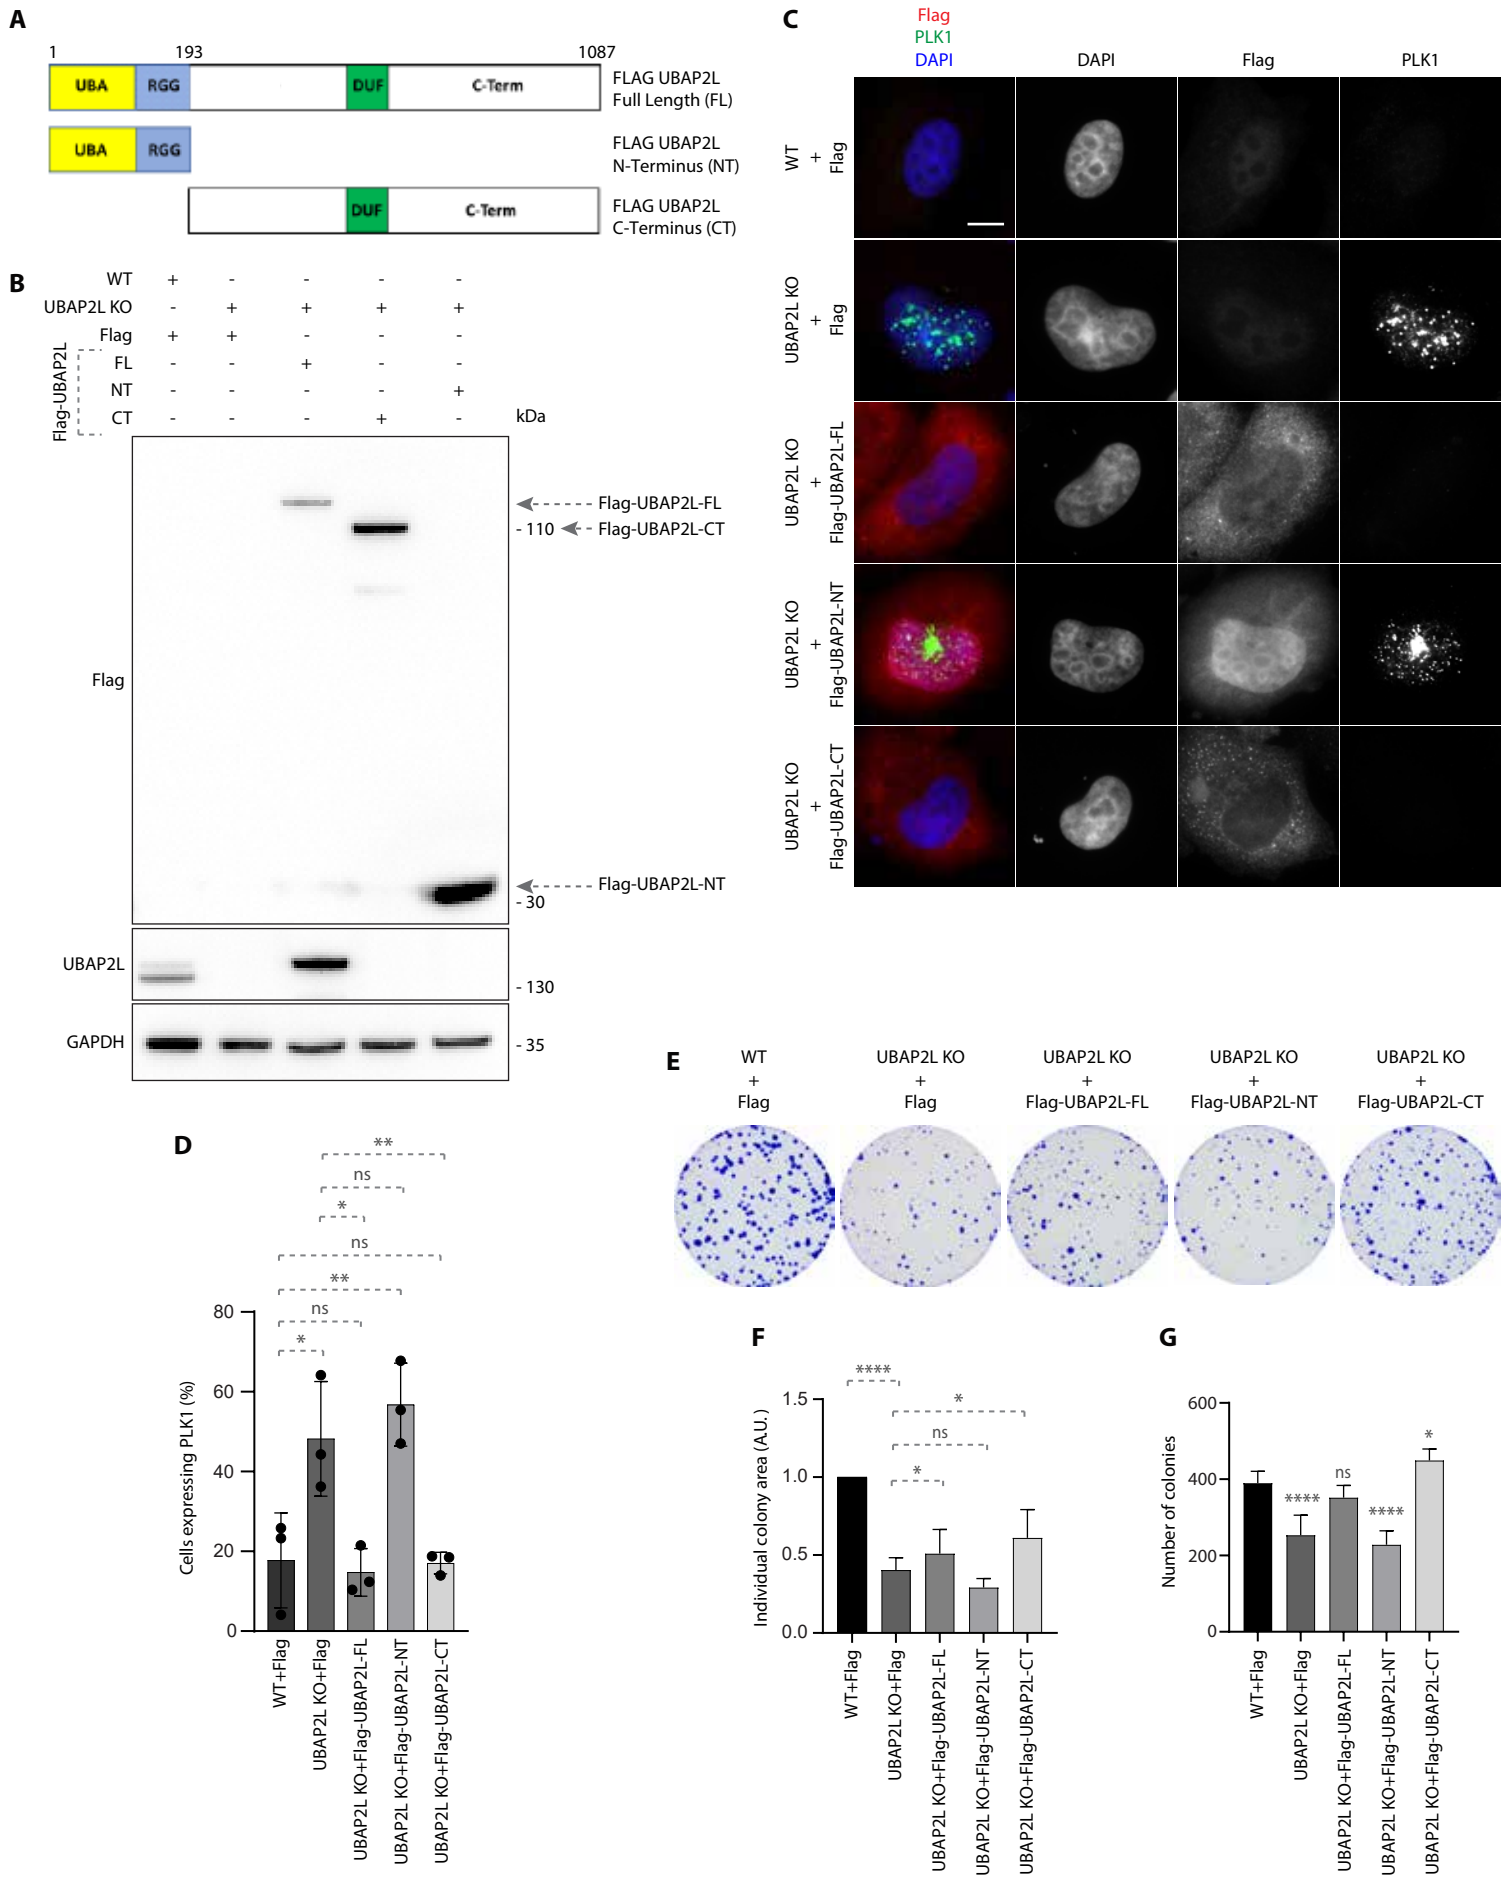 A
1 193 1087
UBA RGG DUF C-Term
FLAG UBAP2L
Full Length (FL)
UBA RGG
FLAG UBAP2L
N-Terminus (NT)
DUF C-Term
FLAG UBAP2L
C-Terminus (CT)
B
WT + - - - -
UBAP2L KO - + + + +
Flag + + - - -
FL - - + - -
NT - - - - +
CT - - - + -
Flag-UBAP2L
kDa
Flag-UBAP2L-FL
- 110
Flag-UBAP2L-CT
Flag
Flag-UBAP2L-NT
- 30
UBAP2L
- 130
GAPDH
- 35
C
Flag
PLK1
DAPI
DAPI
Flag
PLK1
WT
+
Flag
UBAP2L KO
+
Flag
UBAP2L KO
+
Flag-UBAP2L-FL
UBAP2L KO
+
Flag-UBAP2L-NT
UBAP2L KO
+
Flag-UBAP2L-CT
D
**
ns
*
ns
**
ns
*
Cells expressing PLK1 (%)
80
60
40
20
0
WT+Flag
UBAP2L KO+Flag
UBAP2L KO+Flag-UBAP2L-FL
UBAP2L KO+Flag-UBAP2L-NT
UBAP2L KO+Flag-UBAP2L-CT
E
WT
+
Flag
UBAP2L KO
+
Flag
UBAP2L KO
+
Flag-UBAP2L-FL
UBAP2L KO
+
Flag-UBAP2L-NT
UBAP2L KO
+
Flag-UBAP2L-CT
F
****
*
ns
*
Individual colony area (A.U.)
1.5
1.0
0.5
0.0
WT+Flag
UBAP2L KO+Flag
UBAP2L KO+Flag-UBAP2L-FL
UBAP2L KO+Flag-UBAP2L-NT
UBAP2L KO+Flag-UBAP2L-CT
G
Number of colonies
600
400
200
0
****
ns
****
*
WT+Flag
UBAP2L KO+Flag
UBAP2L KO+Flag-UBAP2L-FL
UBAP2L KO+Flag-UBAP2L-NT
UBAP2L KO+Flag-UBAP2L-CT